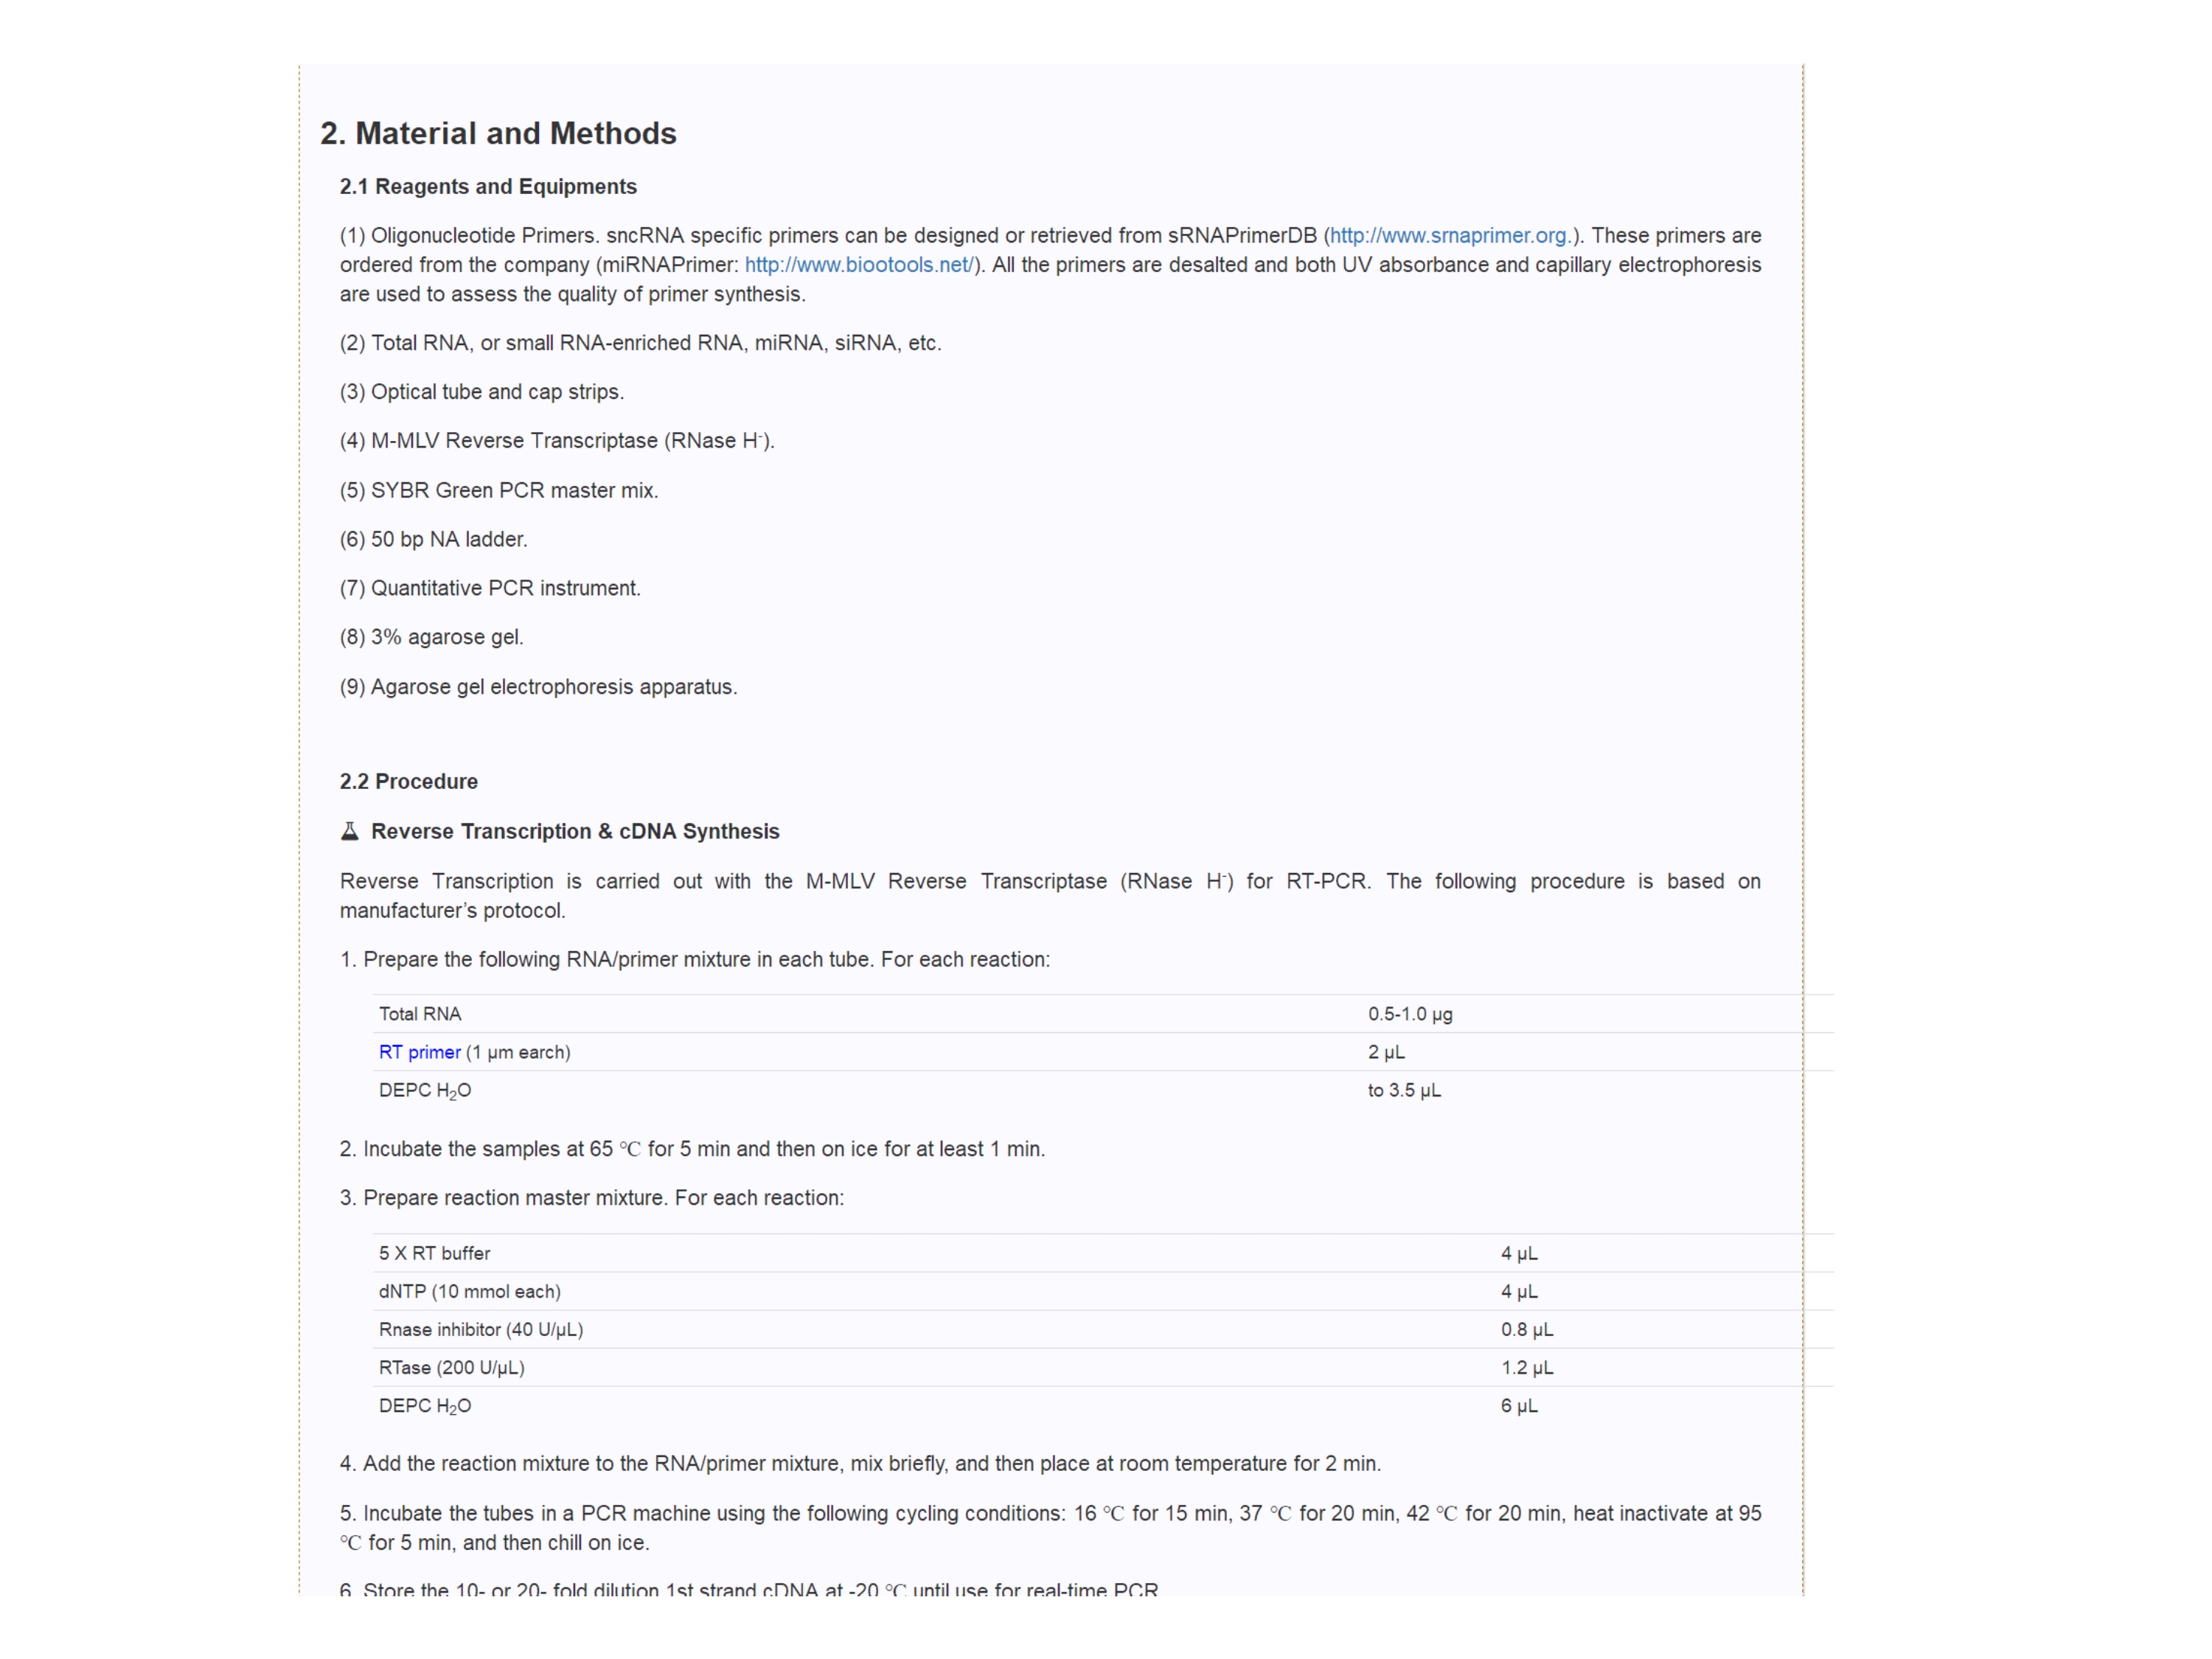 2. Material and Methods
2.1 Reagents and Equipments
(1) Oligonucleotide Primers. sncRNA specific primers can be designed or retrieved from sRNAPrimerDB (http://www.srnaprimer.org.). These primers are
ordered from the company (miRNAPrimer: http://www.biootools.net/). All the primers are desalted and both UV absorbance and capillary electrophoresis
are used to assess the quality of primer synthesis.
(2) Total RNA, or small RNA-enriched RNA, miRNA, siRNA, etc.
(3) Optical tube and cap strips.
(4) M-MLV Reverse Transcriptase (RNase H⁻).
(5) SYBR Green PCR master mix.
(6) 50 bp NA ladder.
(7) Quantitative PCR instrument.
(8) 3% agarose gel.
(9) Agarose gel electrophoresis apparatus.
2.2 Procedure
Reverse Transcription & cDNA Synthesis
Reverse Transcription is carried out with the M-MLV Reverse Transcriptase (RNase H⁻) for RT-PCR. The following procedure is based on
manufacturer’s protocol.
1. Prepare the following RNA/primer mixture in each tube. For each reaction:
Total RNA 0.5-1.0 μg
RT primer (1 μm earch) 2 μL
DEPC H₂O to 3.5 μL
2. Incubate the samples at 65 ℃ for 5 min and then on ice for at least 1 min.
3. Prepare reaction master mixture. For each reaction:
5 X RT buffer 4 μL
dNTP (10 mmol each) 4 μL
Rnase inhibitor (40 U/μL) 0.8 μL
RTase (200 U/μL) 1.2 μL
DEPC H₂O 6 μL
4. Add the reaction mixture to the RNA/primer mixture, mix briefly, and then place at room temperature for 2 min.
5. Incubate the tubes in a PCR machine using the following cycling conditions: 16 ℃ for 15 min, 37 ℃ for 20 min, 42 ℃ for 20 min, heat inactivate at 95
℃ for 5 min, and then chill on ice.
6. Store the 10- or 20- fold dilution 1st strand cDNA at -20 ℃ until use for real-time PCR